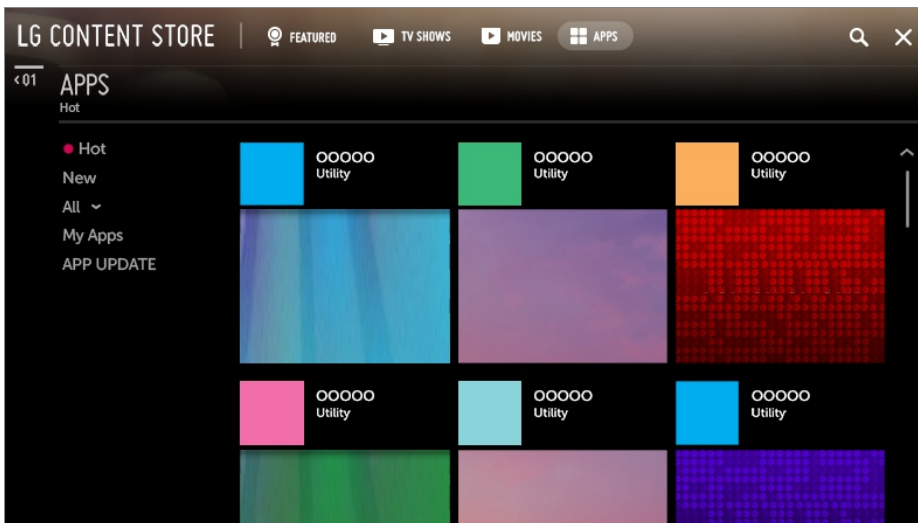 LG CONTENT STORE
FEATURED
TV SHOWS
MOVIES
APPS
<01
APPS
Hot
Hot
New
All
My Apps
APP UPDATE
OOOOO
Utility
OOOOO
Utility
OOOOO
Utility
OOOOO
Utility
OOOOO
Utility
OOOOO
Utility